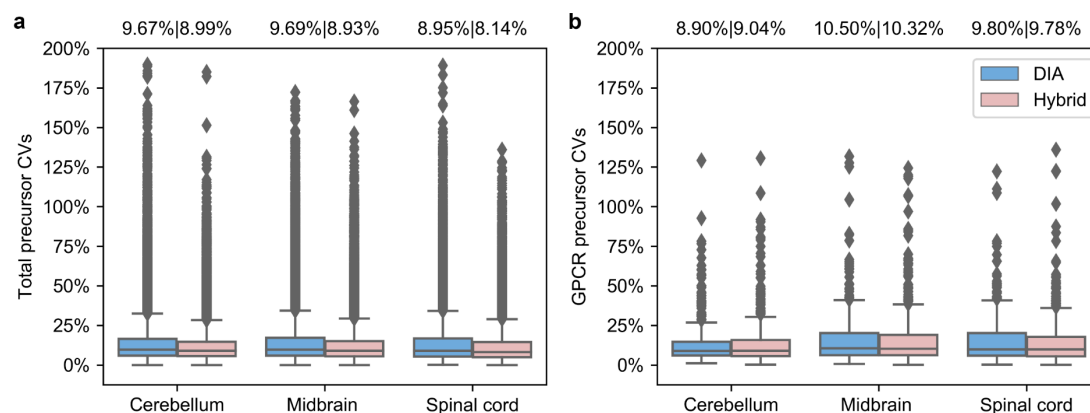 a
9.67%|8.99% 9.69%|8.93% 8.95%|8.14%
200%
175%
150%
125%
100%
75%
50%
25%
0%
Total precursor CVs
Cerebellum Midbrain Spinal cord
b
8.90%|9.04% 10.50%|10.32% 9.80%|9.78%
200%
175%
150%
125%
100%
75%
50%
25%
0%
GPCR precursor CVs
DIA
Hybrid
Cerebellum Midbrain Spinal cord